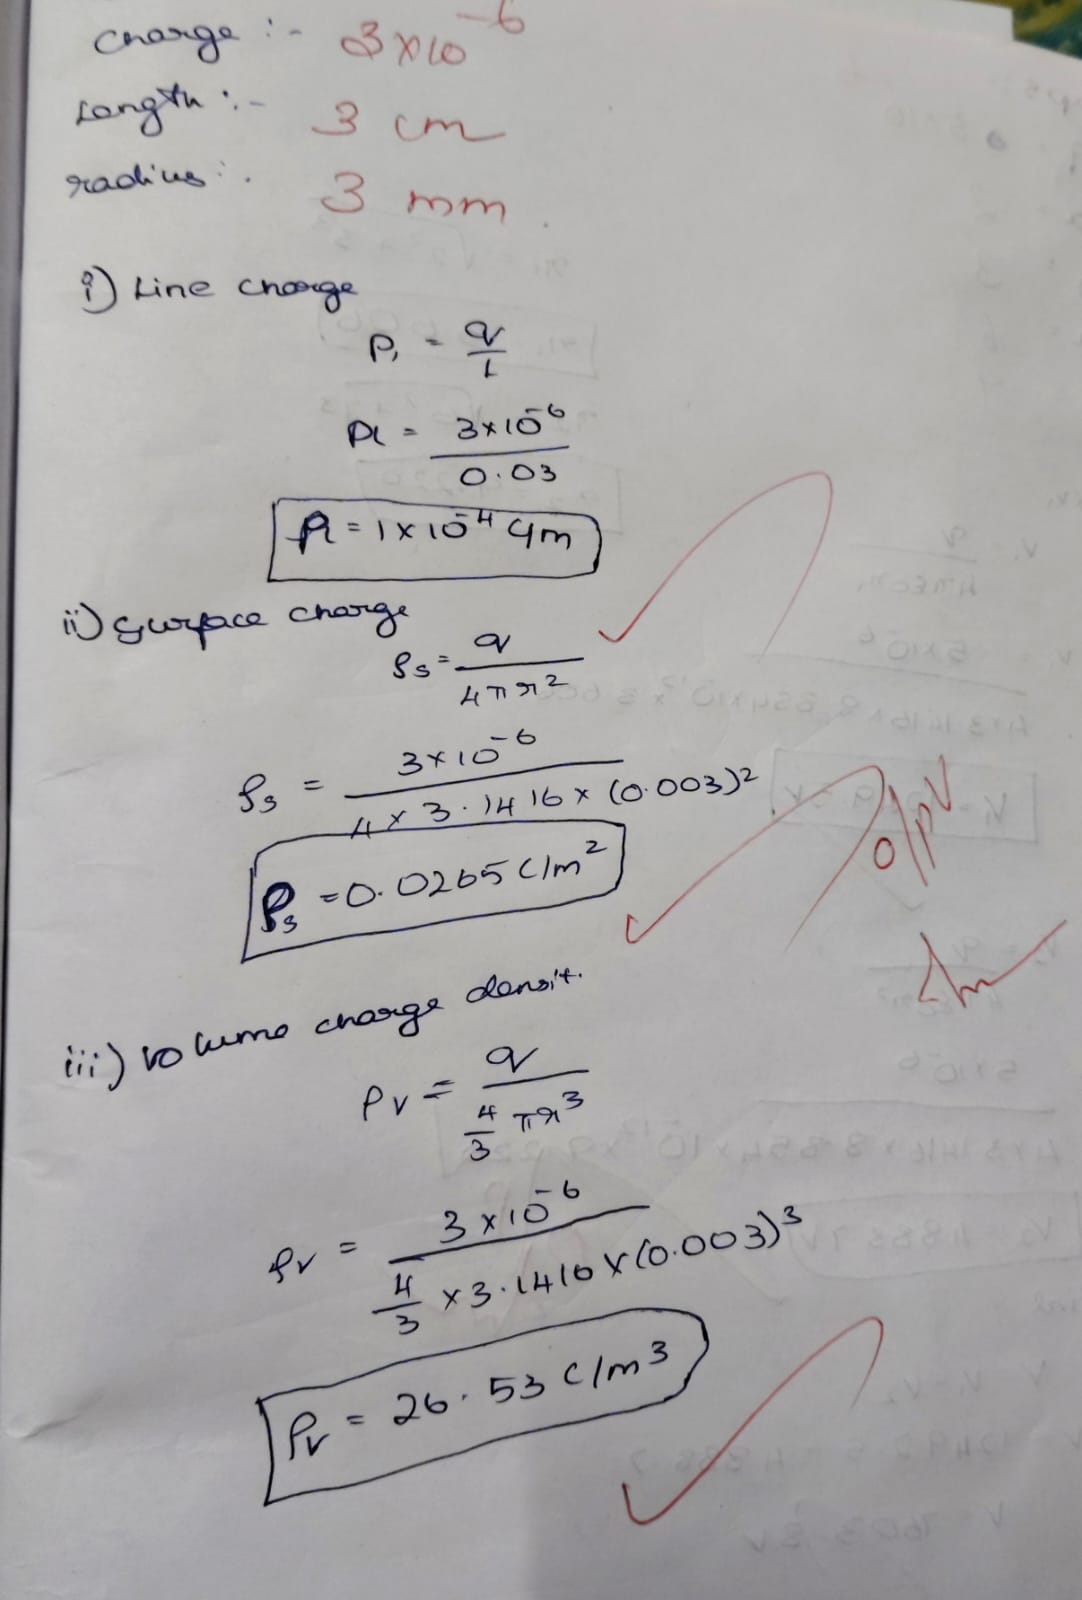 charge :- 3×10⁻⁶
Length :- 3 cm
radius :. 3 mm.
i) Line charge
ρl = q/l
ρl = 3×10⁻⁶/0.03
ρl = 1×10⁻⁴ C/m
ii) Surface charge
ρs = q/4πr²
ρs = 3×10⁻⁶/4×3.1416×(0.003)²
ρs = 0.0265 C/m²
o/pV
iii) volume charge densit.
ρv = q/(4/3 πr³)
ρv = 3×10⁻⁶/(4/3 ×3.1416×(0.003)³
ρv = 26.53 C/m³